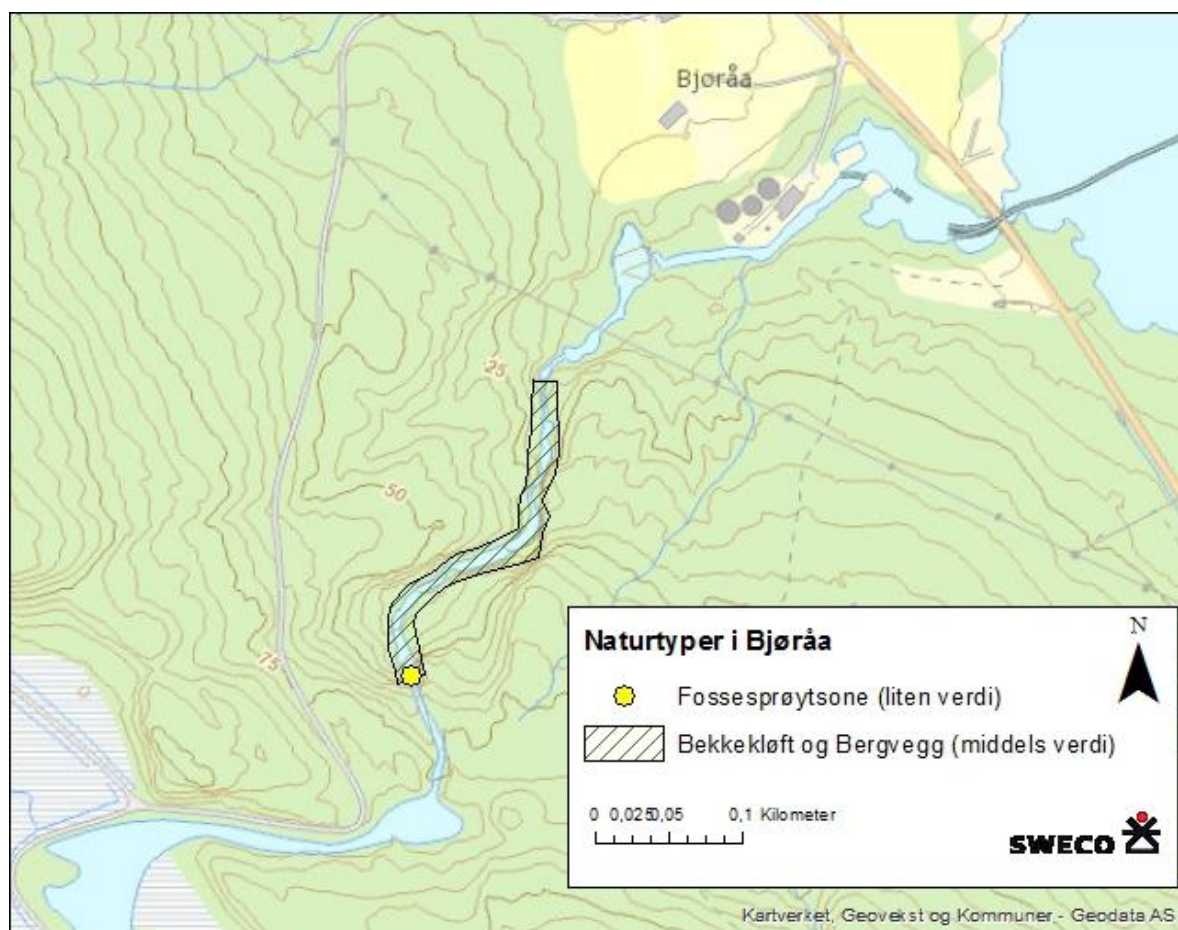 Bjøråa
25
50
75
Naturtyper i Bjøråa
N
Fossesprøytsone (liten verdi)
Bekkekløft og Bergvegg (middels verdi)
0 0,025 0,05 0,1 Kilometer
SWECO
Kartverket, Geovekst og Kommuner - Geodata AS